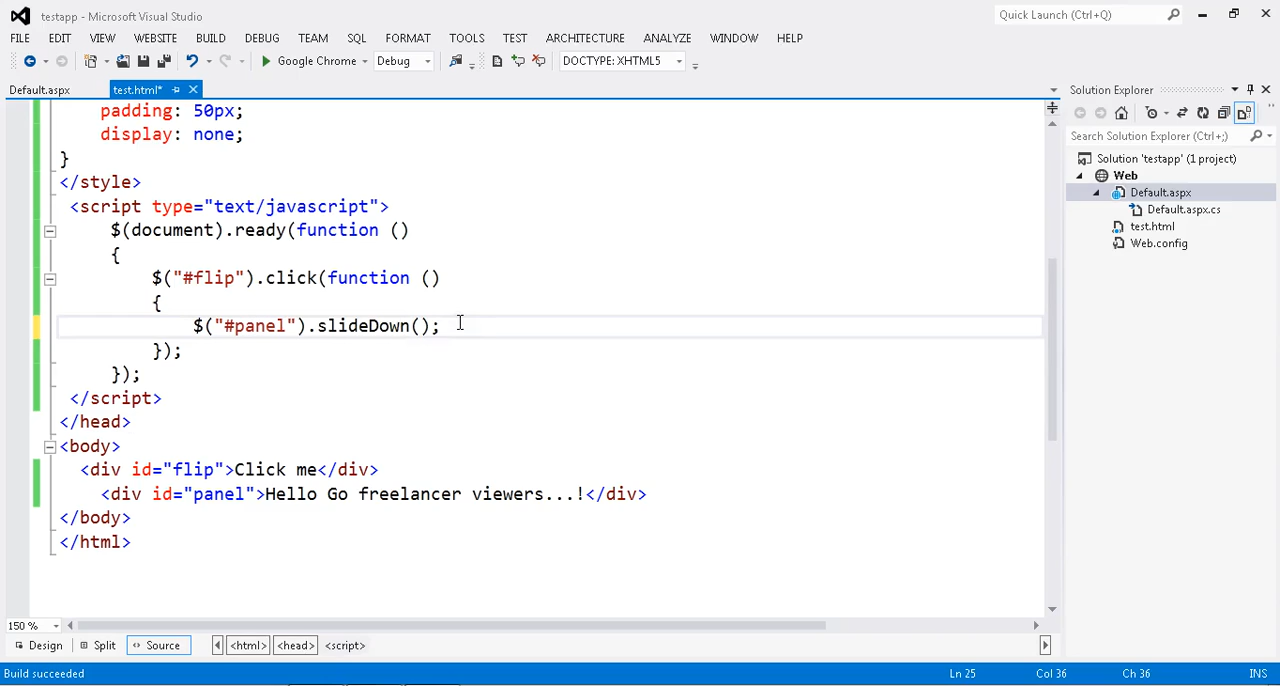 testapp - Microsoft Visual Studio
Quick Launch (Ctrl+Q)
FILE EDIT VIEW WEBSITE BUILD DEBUG TEAM SQL FORMAT TOOLS TEST ARCHITECTURE ANALYZE WINDOW HELP
Google Chrome Debug DOCTYPE: XHTML5
Default.aspx test.html*
padding: 50px;
display: none;
}
</style>
<script type="text/javascript">
$(document).ready(function ()
{
$("#flip").click(function ()
{
$("#panel").slideDown();
});
});
</script>
</head>
<body>
<div id="flip">Click me</div>
<div id="panel">Hello Go freelancer viewers...!</div>
</body>
</html>
150 %
Design Split Source <html> <head> <script>
Solution Explorer
Search Solution Explorer (Ctrl+;)
Solution 'testapp' (1 project)
Web
Default.aspx
Default.aspx.cs
test.html
Web.config
Build succeeded Ln 25 Col 36 Ch 36 INS